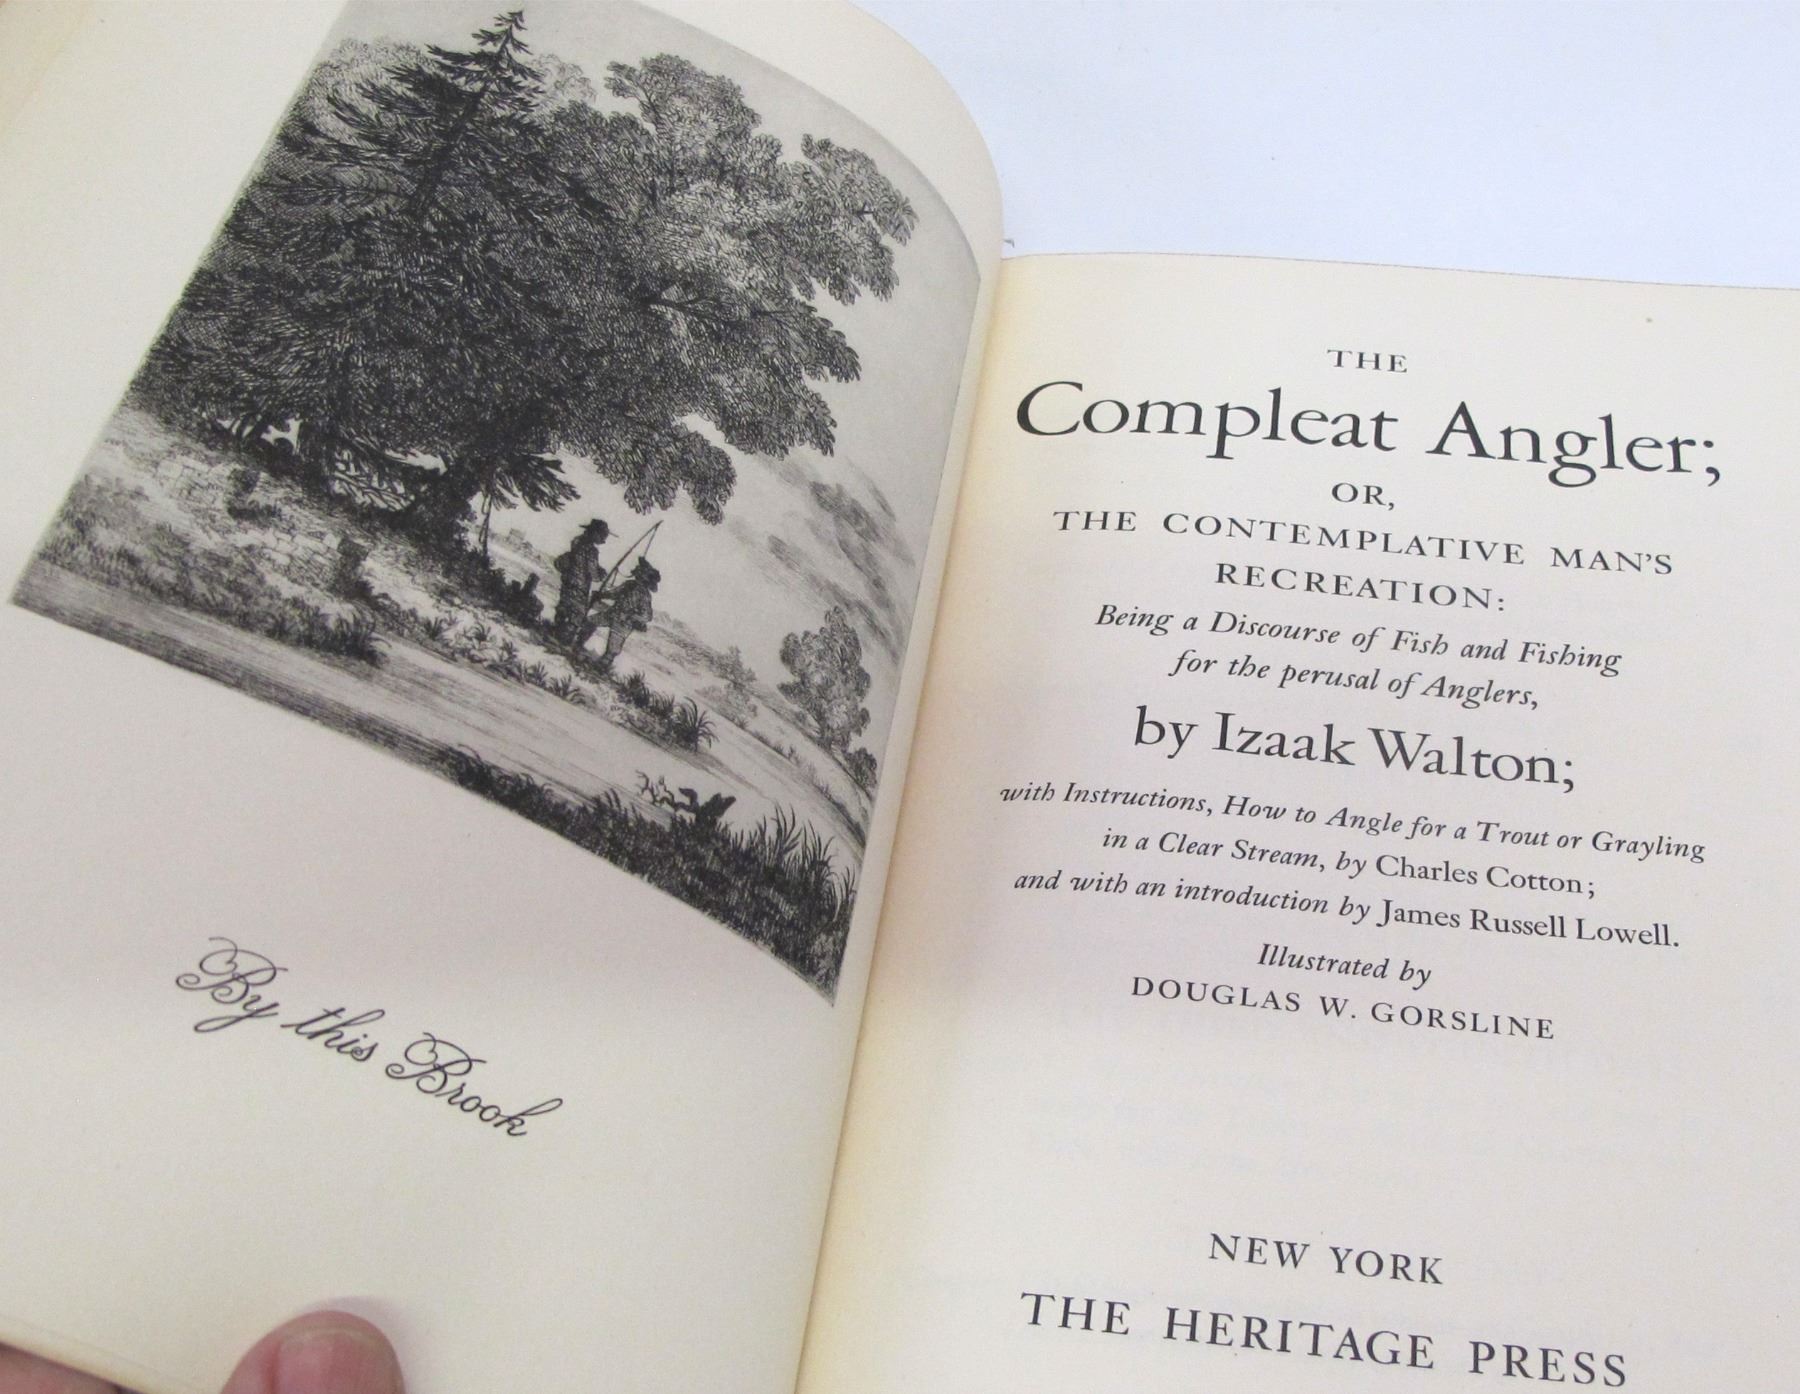 By this Brook
THE
Compleat Angler;
OR,
THE CONTEMPLATIVE MAN'S
RECREATION:
Being a Discourse of Fish and Fishing
for the perusal of Anglers,
by Izaak Walton;
with Instructions, How to Angle for a Trout or Grayling
in a Clear Stream, by Charles Cotton;
and with an introduction by James Russell Lowell.
Illustrated by
DOUGLAS W. GORSLINE
NEW YORK
THE HERITAGE PRESS